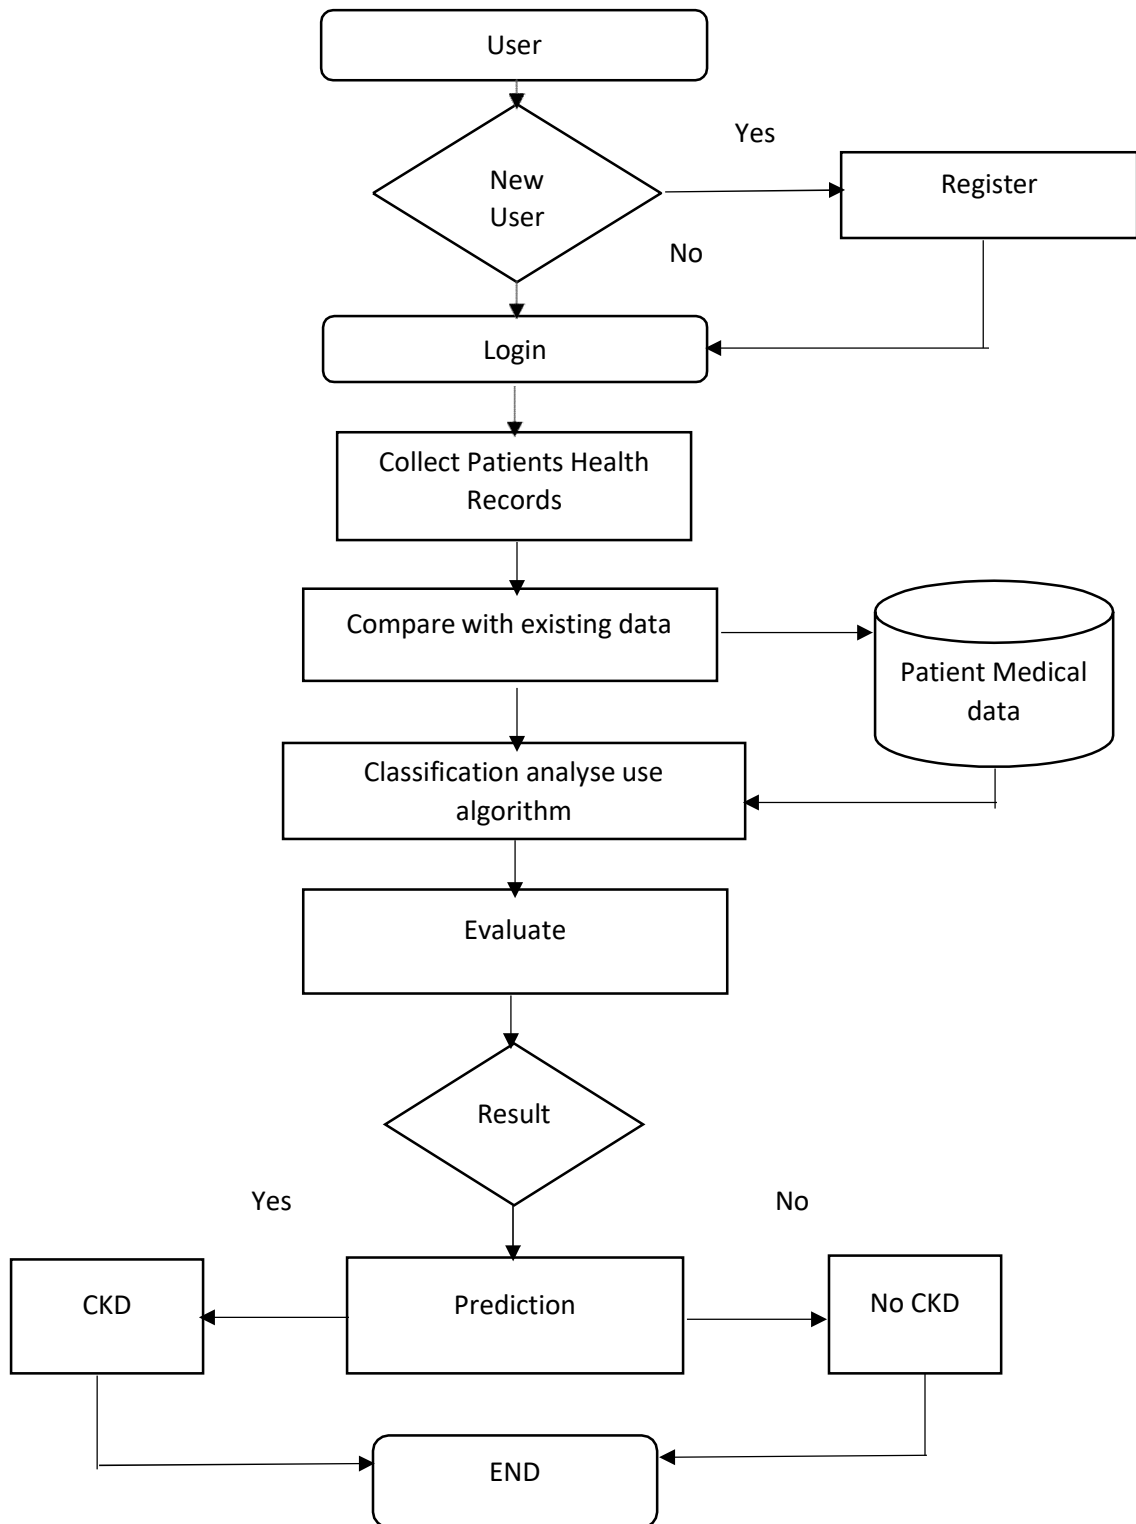 User
Yes
New
User
Register
No
Login
Collect Patients Health
Records
Compare with existing data
Patient Medical
data
Classification analyse use
algorithm
Evaluate
Result
Yes
No
CKD
Prediction
No CKD
END